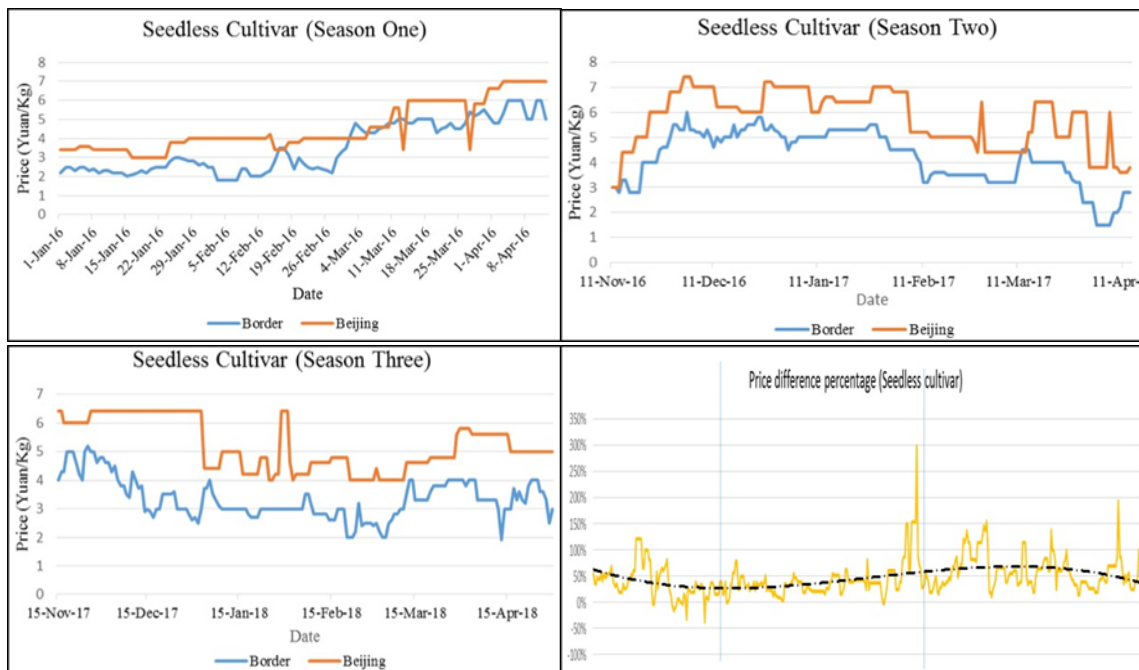 Seedless Cultivar (Season One)
Price (Yuan/Kg)
8
7
6
5
4
3
2
1
0
1-Jan-16
8-Jan-16
15-Jan-16
22-Jan-16
29-Jan-16
5-Feb-16
12-Feb-16
19-Feb-16
26-Feb-16
4-Mar-16
11-Mar-16
18-Mar-16
25-Mar-16
1-Apr-16
8-Apr-16
Date
Border Beijing
Seedless Cultivar (Season Two)
Price (Yuan/Kg)
8
7
6
5
4
3
2
1
0
11-Nov-16 11-Dec-16 11-Jan-17 11-Feb-17 11-Mar-17 11-Apr-
Date
Border Beijing
Seedless Cultivar (Season Three)
Price (Yuan/Kg)
7
6
5
4
3
2
1
0
15-Nov-17 15-Dec-17 15-Jan-18 15-Feb-18 15-Mar-18 15-Apr-18
Date
Border Beijing
Price difference percentage (Seedless cultivar)
350%
300%
250%
200%
150%
100%
50%
0%
-50%
-100%